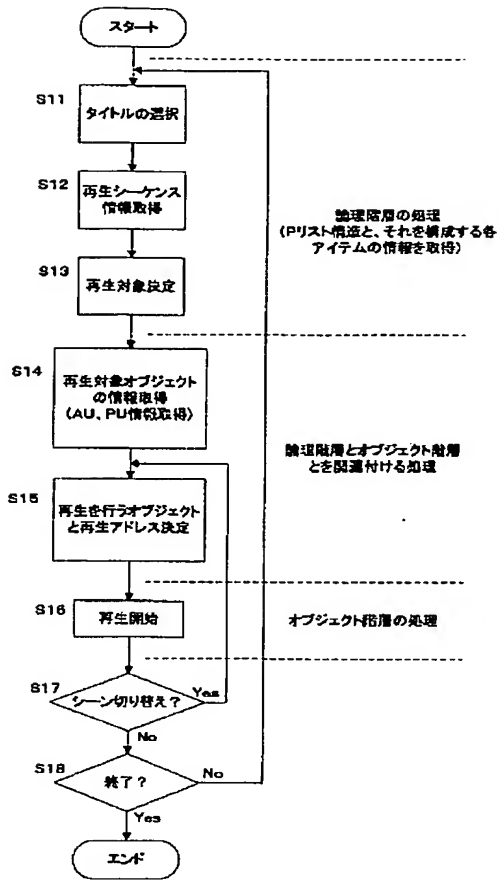 スタート
S11
タイトルの選択
S12
再生シーケンス
情報取得
S13
再生対象決定
論理階層の処理
(Pリスト構造と、それを構成する各
アイテムの情報を取得)
S14
再生対象オブジェクト
の情報取得
(AU、PU情報取得)
論理階層とオブジェクト階層
とを関連付ける処理
S15
再生を行うオブジェクト
と再生アドレス決定
S16
再生開始
オブジェクト階層の処理
S17
シーン切り替え?
Yes
No
S18
終了?
No
Yes
エンド